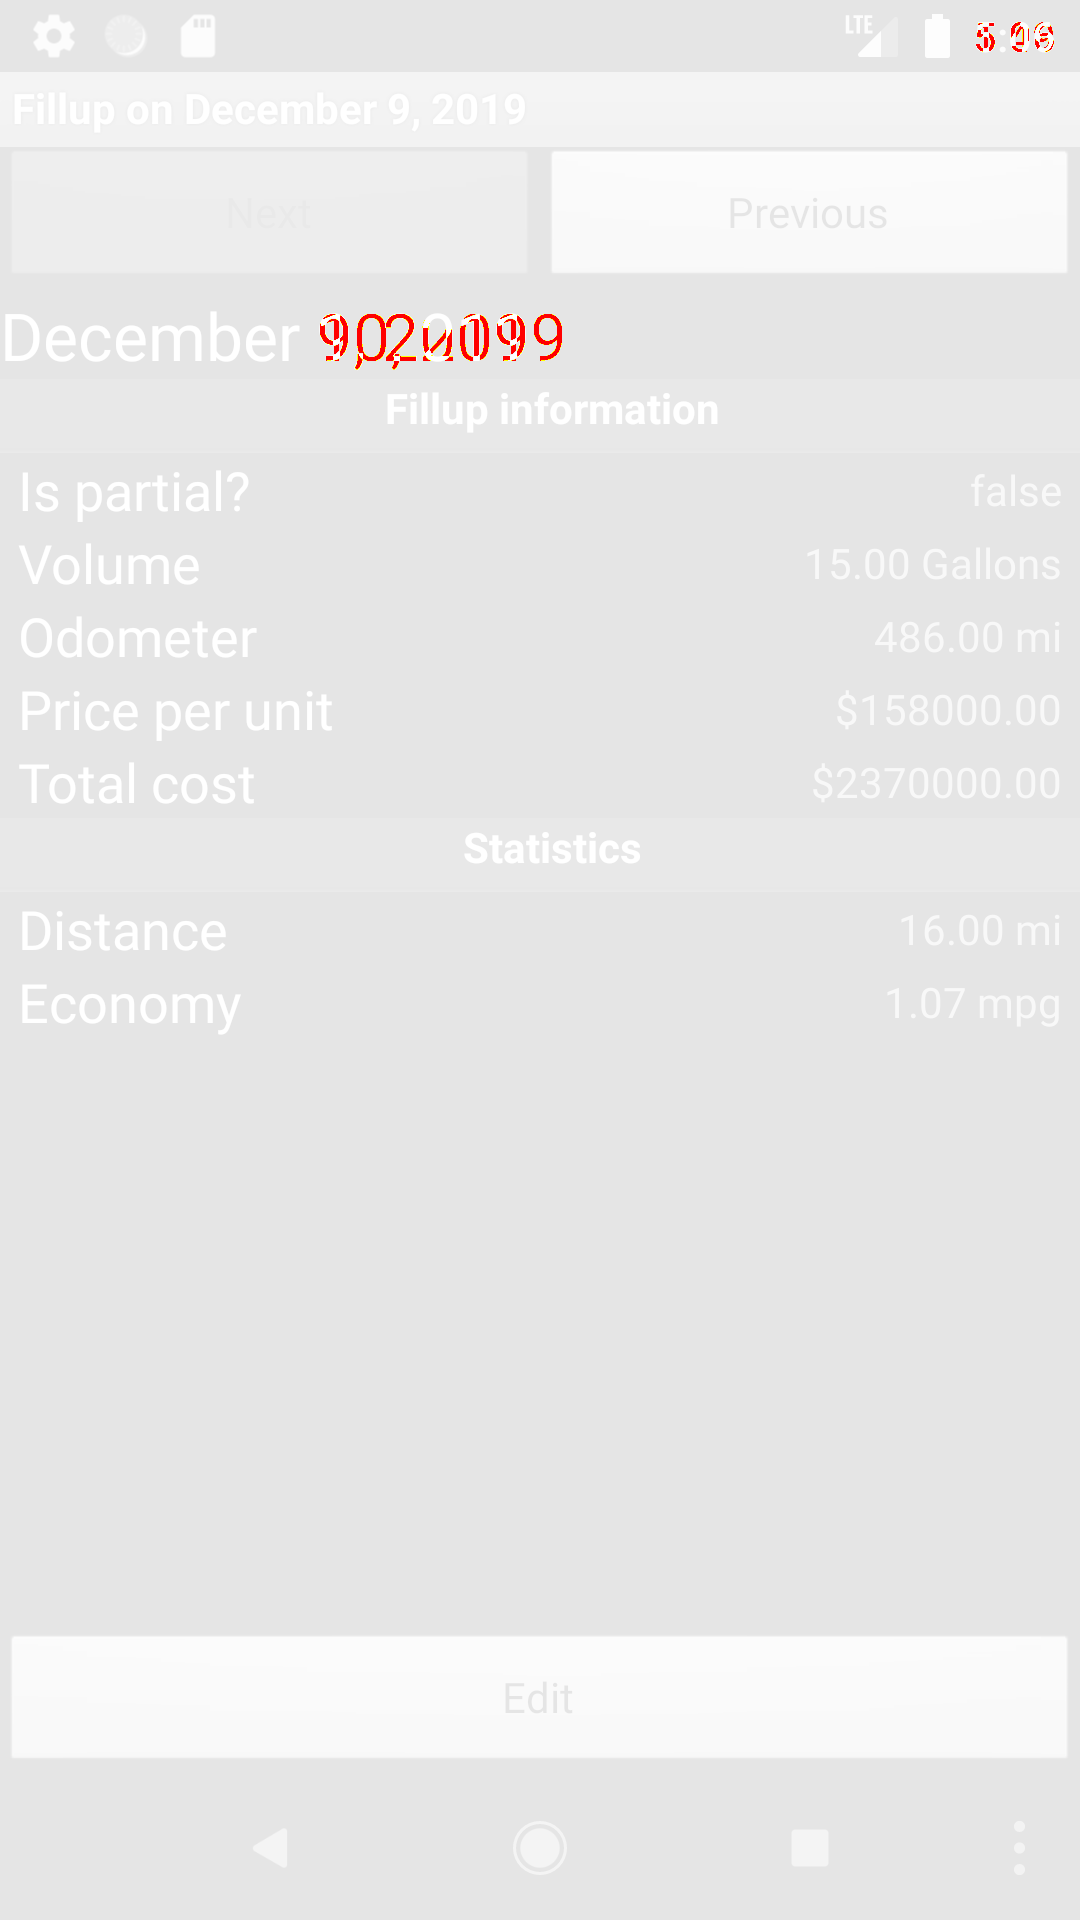 LTE
Fillup on December 9, 2019
Next
Previous
December
Fillup information
Is partial?
false
Volume
15.00 Gallons
Odometer
486.00 mi
Price per unit
$158000.00
Total cost
$2370000.00
Statistics
Distance
16.00 mi
Economy
1.07 mpg
Edit